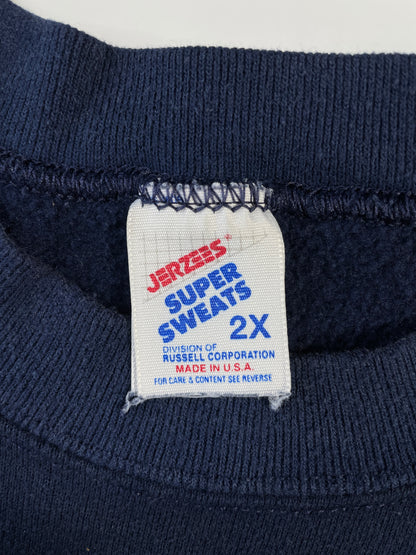 JERZEES®
SUPER
SWEATS
2X
DIVISION OF
RUSSELL CORPORATION
MADE IN U.S.A.
FOR CARE & CONTENT SEE REVERSE